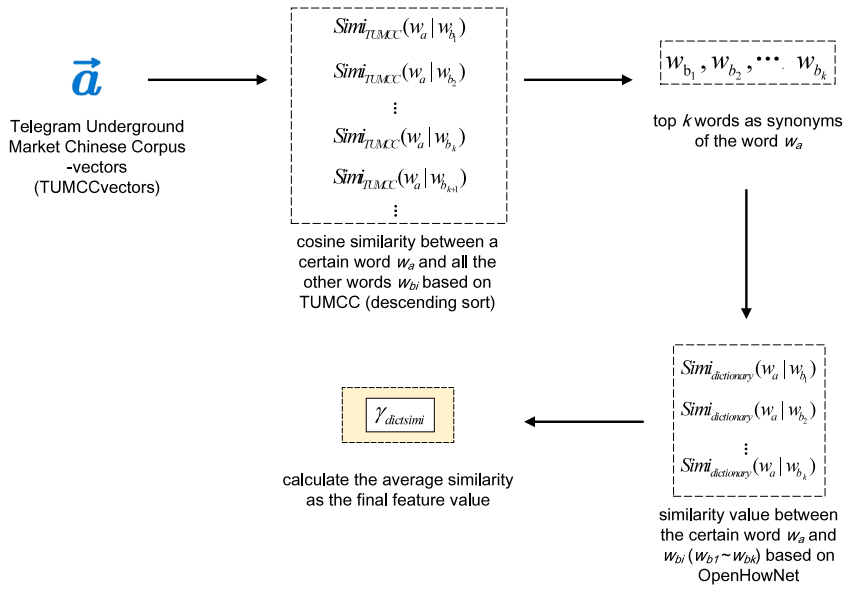 a
Telegram Underground
Market Chinese Corpus
-vectors
(TUMCCvectors)
Simi_TUMCC(w_a | w_b1)
Simi_TUMCC(w_a | w_b2)
⋮
Simi_TUMCC(w_a | w_bk)
Simi_TUMCC(w_a | w_bk+1)
⋮
cosine similarity between a
certain word w_a and all the
other words w_bi based on
TUMCC (descending sort)
w_b1, w_b2, ⋯. w_bk
top k words as synonyms
of the word w_a
Simi_dictionary(w_a | w_b1)
Simi_dictionary(w_a | w_b2)
⋮
Simi_dictionary(w_a | w_bk)
similarity value between
the certain word w_a and
w_bi (w_b1~w_bk) based on
OpenHowNet
γ_dictsimi
calculate the average similarity
as the final feature value